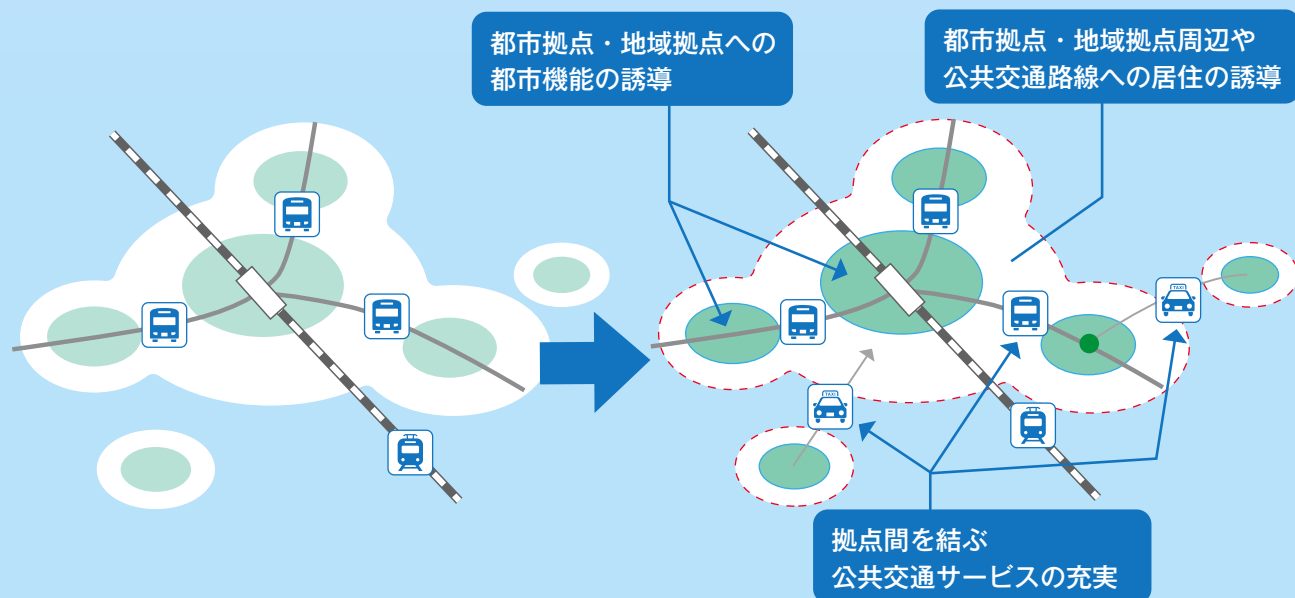 都市拠点・地域拠点への
都市機能の誘導
都市拠点・地域拠点周辺や
公共交通路線への居住の誘導
TAXI
TAXI
拠点間を結ぶ
公共交通サービスの充実